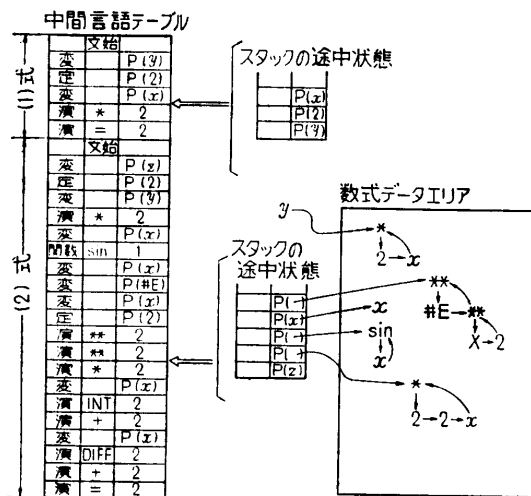 中間言語テーブル
文始
変 P(y)
定 P(2)
変 P(x)
演 * 2
演 = 2
文始
変 P(z)
定 P(2)
変 P(y)
演 * 2
変 P(x)
関数 sin 1
変 P(x)
変 P(#E)
変 P(x)
定 P(2)
演 ** 2
演 ** 2
演 * 2
変 P(x)
演 INT 2
演 + 2
変 P(x)
演 DIFF 2
演 + 2
演 = 2
(1)式
(2)式
スタックの途中状態
P(x)
P(2)
P(y)
スタックの
途中状態
P(-)
P(x)
P(-)
P(-)
P(z)
数式データエリア
y
*
2→x
**
#E→**
X→2
x
sin
x
*
2→2→x